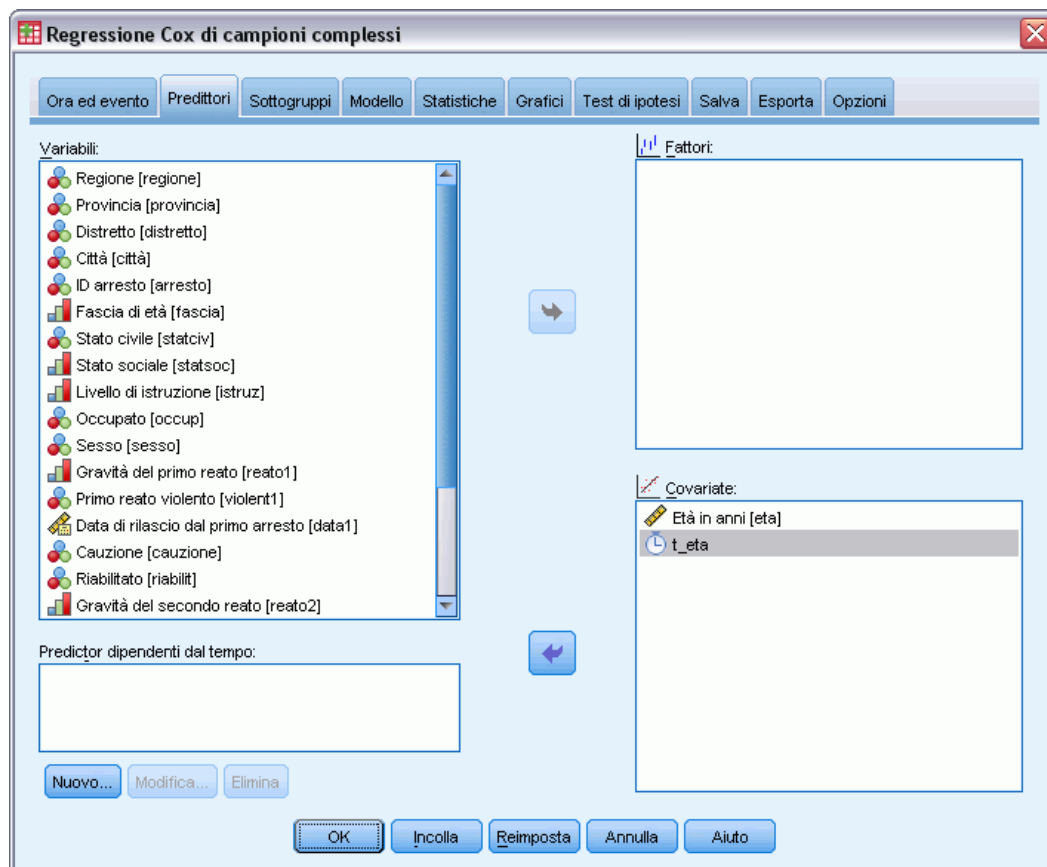 Regressione Cox di campioni complessi
Ora ed evento Predittori Sottogruppi Modello Statistiche Grafici Test di ipotesi Salva Esporta Opzioni
Variabili:
Regione [regione]
Provincia [provincia]
Distretto [distretto]
Città [città]
ID arresto [arresto]
Fascia di età [fascia]
Stato civile [statciv]
Stato sociale [statsoc]
Livello di istruzione [istruz]
Occupato [occup]
Sesso [sesso]
Gravità del primo reato [reato1]
Primo reato violento [violent1]
Data di rilascio dal primo arresto [data1]
Cauzione [cauzione]
Riabilitato [riabilit]
Gravità del secondo reato [reato2]
Predictor dipendenti dal tempo:
Nuovo... Modifica... Elimina
Fattori:
Covariate:
Età in anni [eta]
t_eta
OK Incolla Reimposta Annulla Aiuto